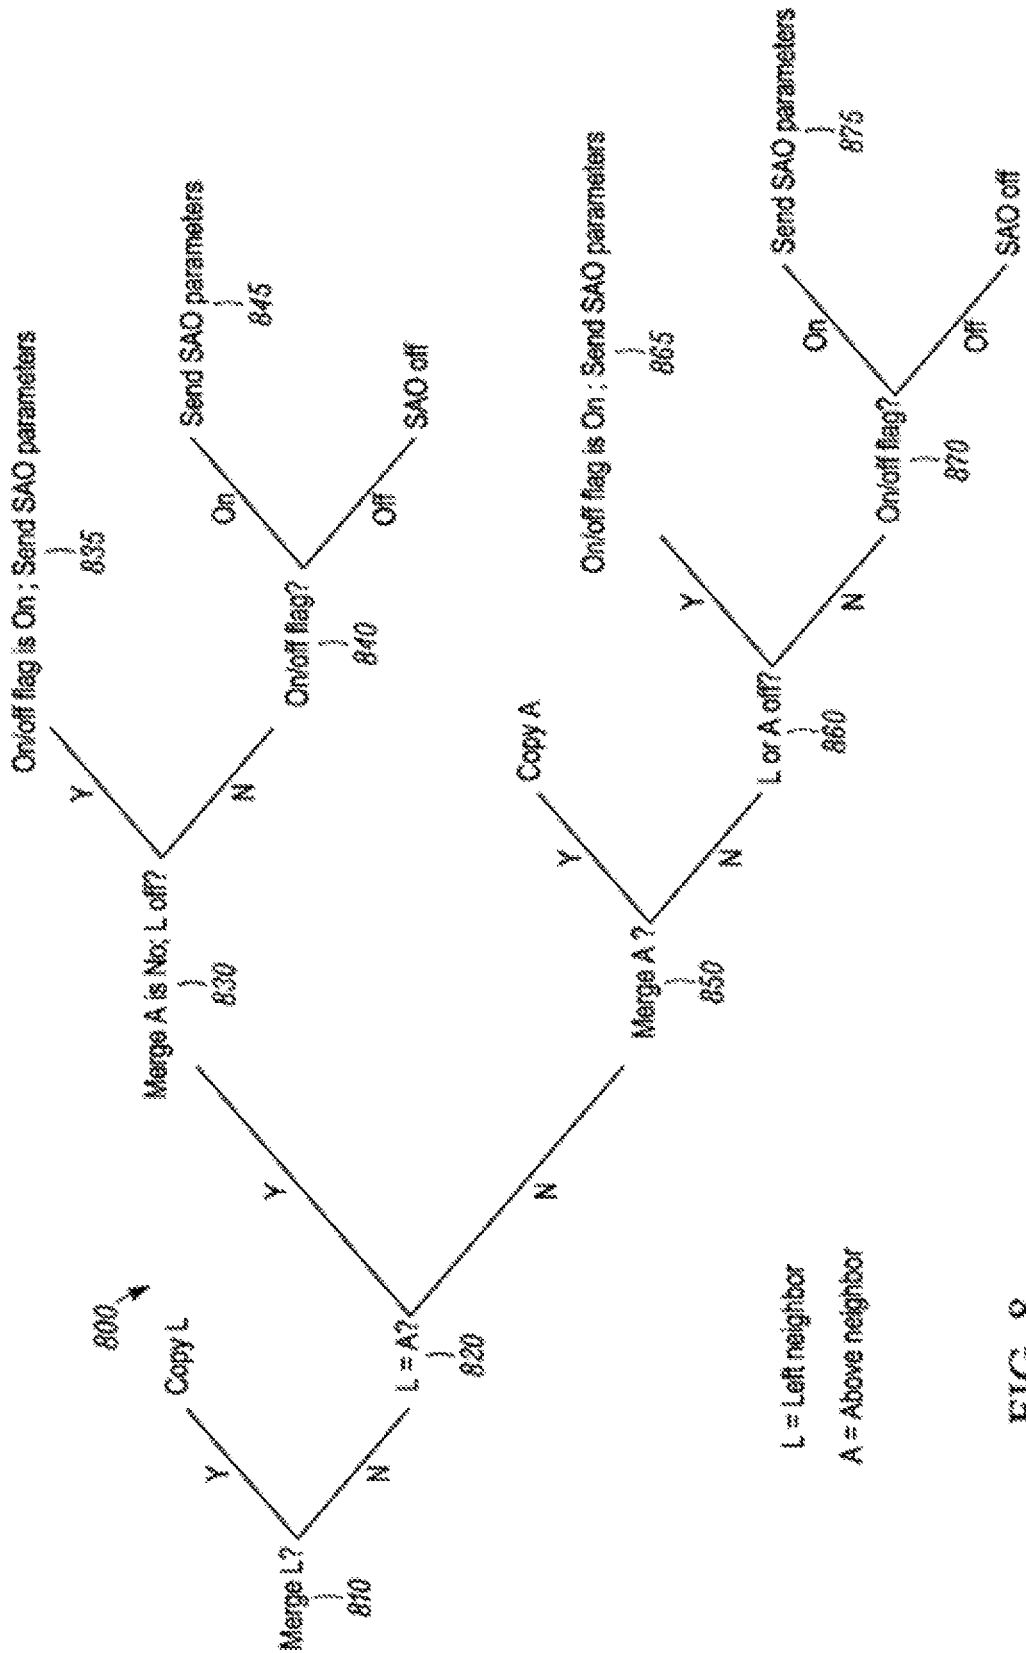 800
Merge L?
810
Y
Copy L
N
L = A?
820
Y
Merge A is No; L off?
830
Y
On/off flag is On ; Send SAO parameters
835
N
On/off flag?
840
On
Send SAO parameters
845
Off
SAO off
N
Merge A ?
850
Y
Copy A
N
L or A off?
860
Y
On/off flag is On ; Send SAO parameters
865
N
On/off flag?
870
On
Send SAO parameters
875
Off
SAO off
L = Left neighbor
A = Above neighbor
FIG. 8